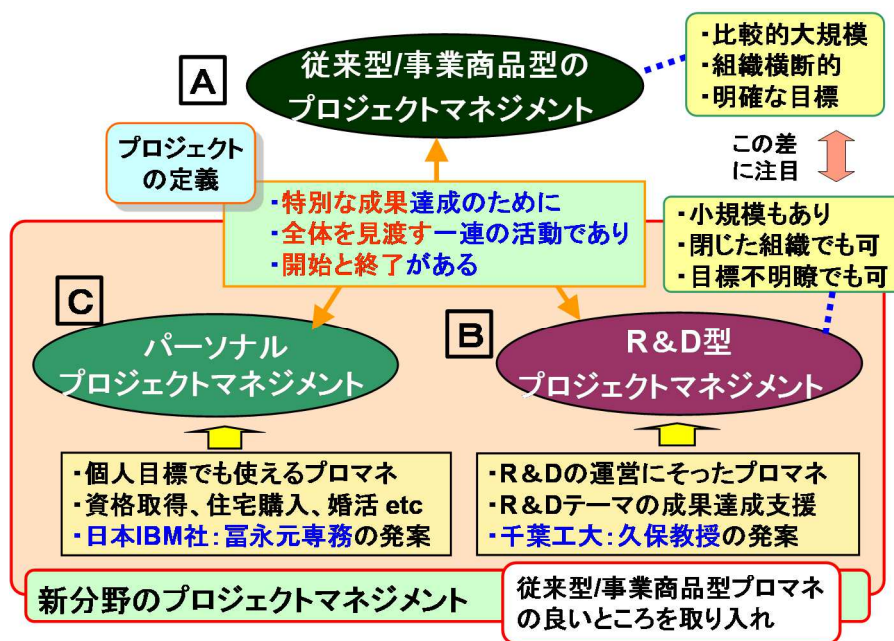 A
従来型/事業商品型の
プロジェクトマネジメント
・比較的大規模
・組織横断的
・明確な目標
プロジェクト
の定義
この差
に注目
・特別な成果達成のために
・全体を見渡す一連の活動であり
・開始と終了がある
・小規模もあり
・閉じた組織でも可
・目標不明瞭でも可
C
パーソナル
プロジェクトマネジメント
B
R&D型
プロジェクトマネジメント
・個人目標でも使えるプロマネ
・資格取得、住宅購入、婚活 etc
・日本IBM社：冨永元専務の発案
・R&Dの運営にそったプロマネ
・R&Dテーマの成果達成支援
・千葉工大：久保教授の発案
新分野のプロジェクトマネジメント
従来型/事業商品型プロマネ
の良いところを取り入れ